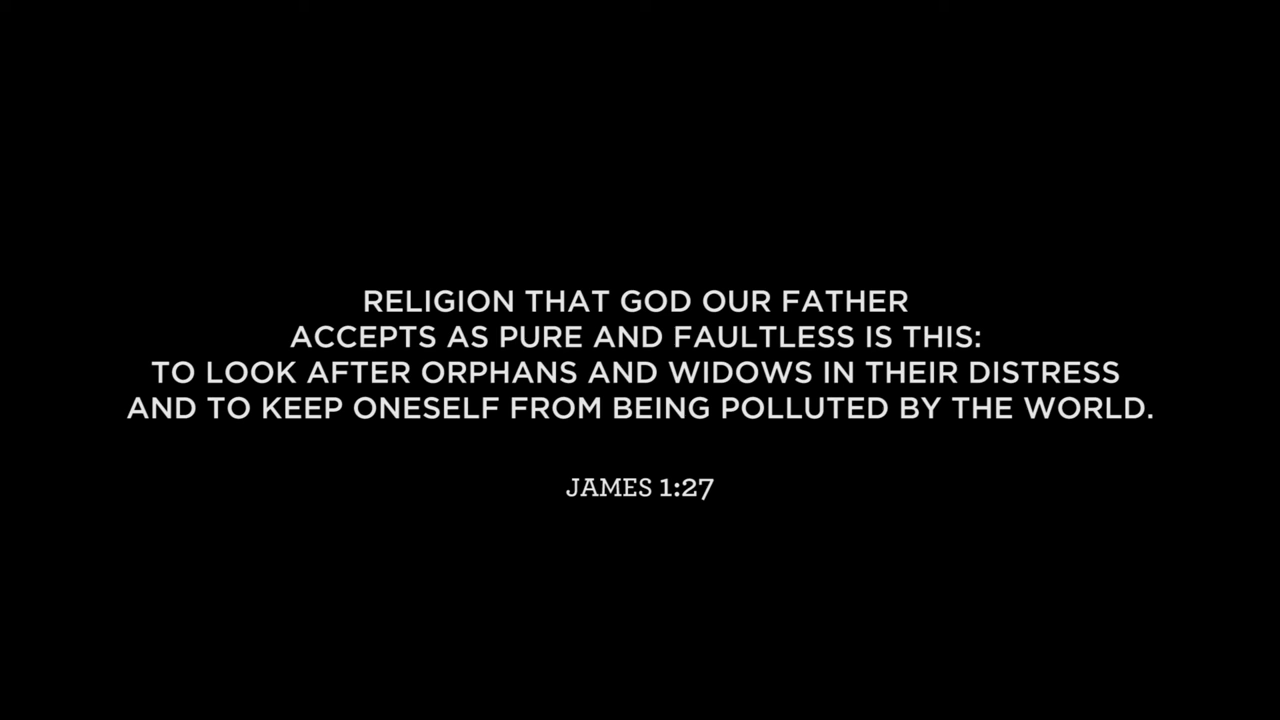 RELIGION THAT GOD OUR FATHER
ACCEPTS AS PURE AND FAULTLESS IS THIS:
TO LOOK AFTER ORPHANS AND WIDOWS IN THEIR DISTRESS
AND TO KEEP ONESELF FROM BEING POLLUTED BY THE WORLD.
JAMES 1:27